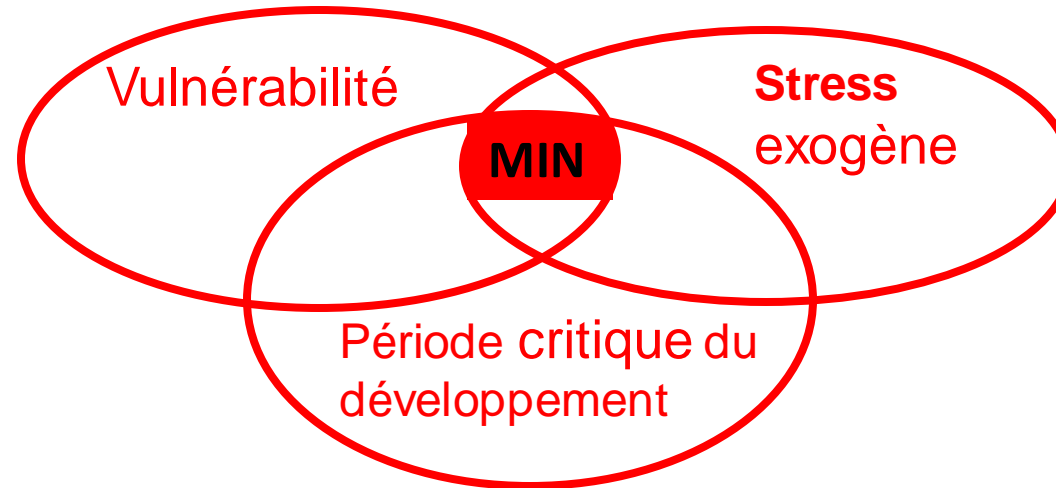 Vulnérabilité
Stress
exogène
MIN
Période critique du
développement